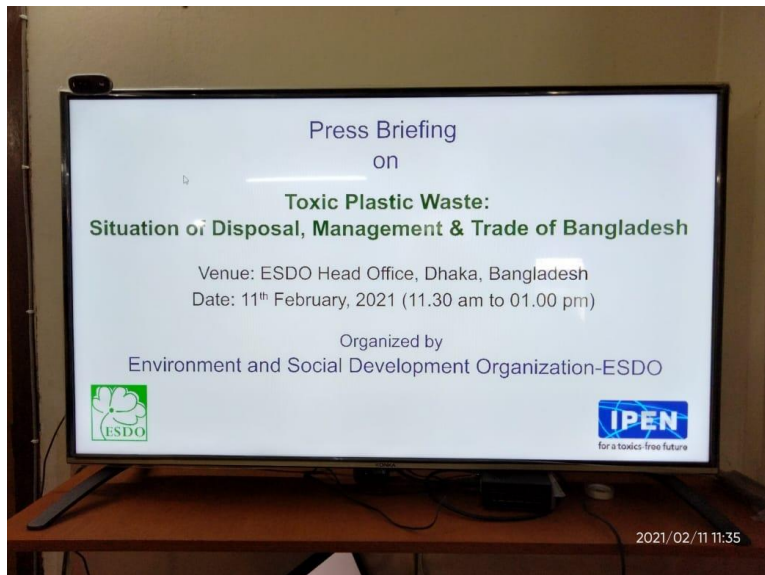 Press Briefing
on
Toxic Plastic Waste:
Situation of Disposal, Management & Trade of Bangladesh
Venue: ESDO Head Office, Dhaka, Bangladesh
Date: 11th February, 2021 (11.30 am to 01.00 pm)
Organized by
Environment and Social Development Organization-ESDO
ESDO
IPEN
for a toxics-free future
2021/02/11 11:35